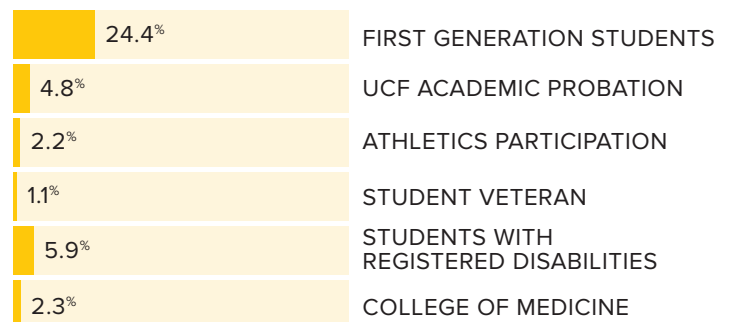 24.4% FIRST GENERATION STUDENTS
4.8% UCF ACADEMIC PROBATION
2.2% ATHLETICS PARTICIPATION
1.1% STUDENT VETERAN
5.9% STUDENTS WITH
REGISTERED DISABILITIES
2.3% COLLEGE OF MEDICINE